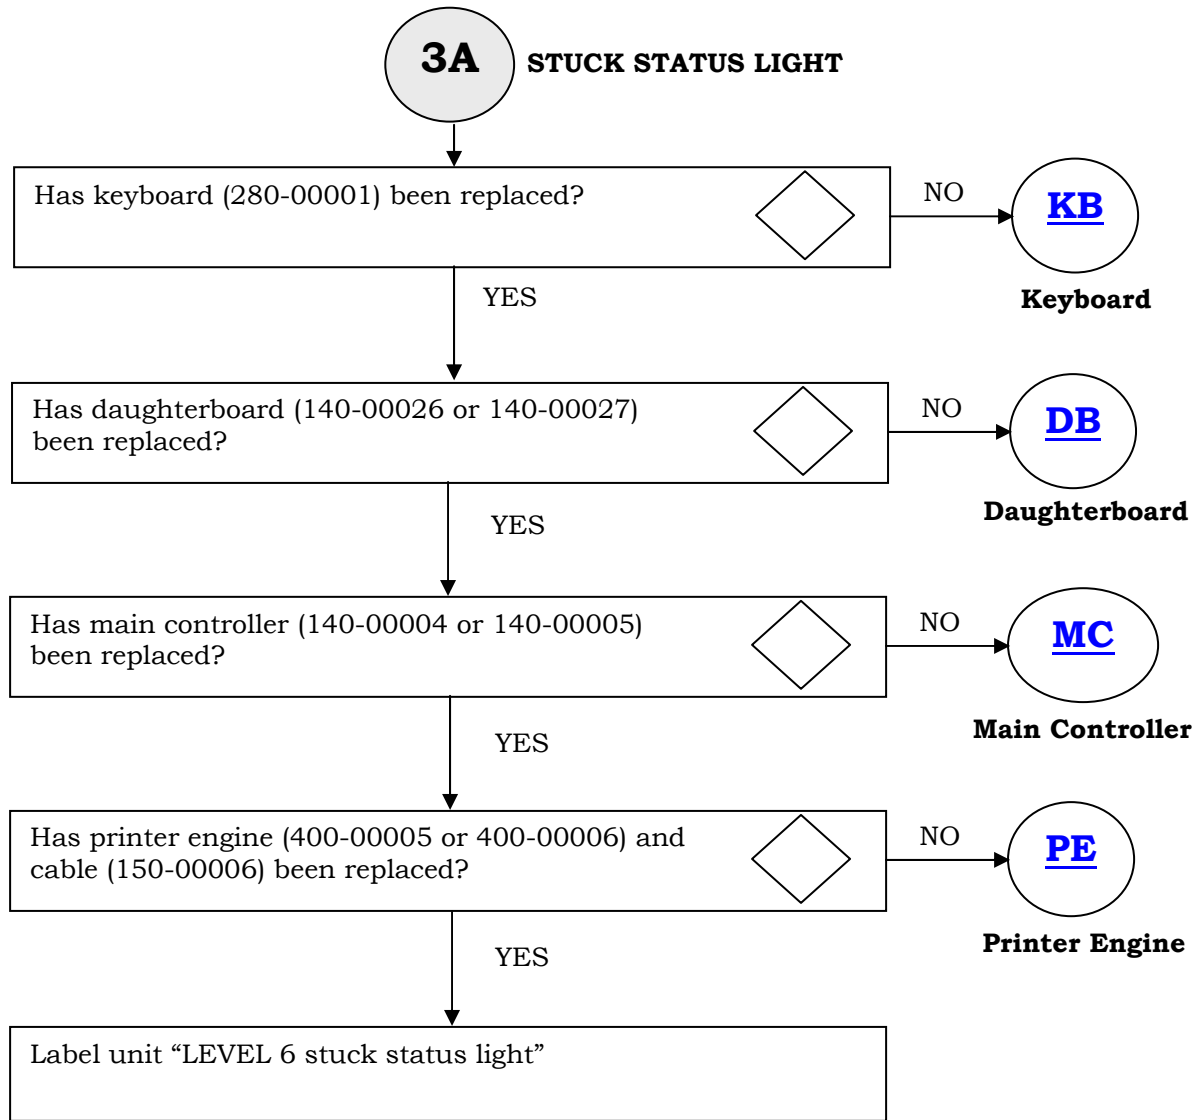 3A STUCK STATUS LIGHT
Has keyboard (280-00001) been replaced?
NO
KB
Keyboard
YES
Has daughterboard (140-00026 or 140-00027)
been replaced?
NO
DB
Daughterboard
YES
Has main controller (140-00004 or 140-00005)
been replaced?
NO
MC
Main Controller
YES
Has printer engine (400-00005 or 400-00006) and
cable (150-00006) been replaced?
NO
PE
Printer Engine
YES
Label unit “LEVEL 6 stuck status light”